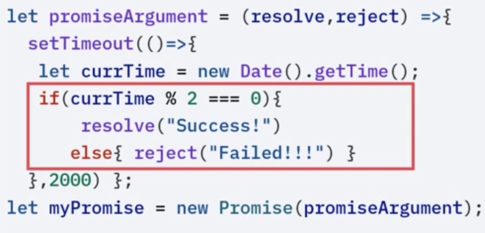 let promiseArgument = (resolve,reject) =>{
setTimeout(()=>{
let currTime = new Date().getTime();
if(currTime % 2 === 0){
resolve("Success!")
else{ reject("Failed!!!") }
},2000) };
let myPromise = new Promise(promiseArgument);